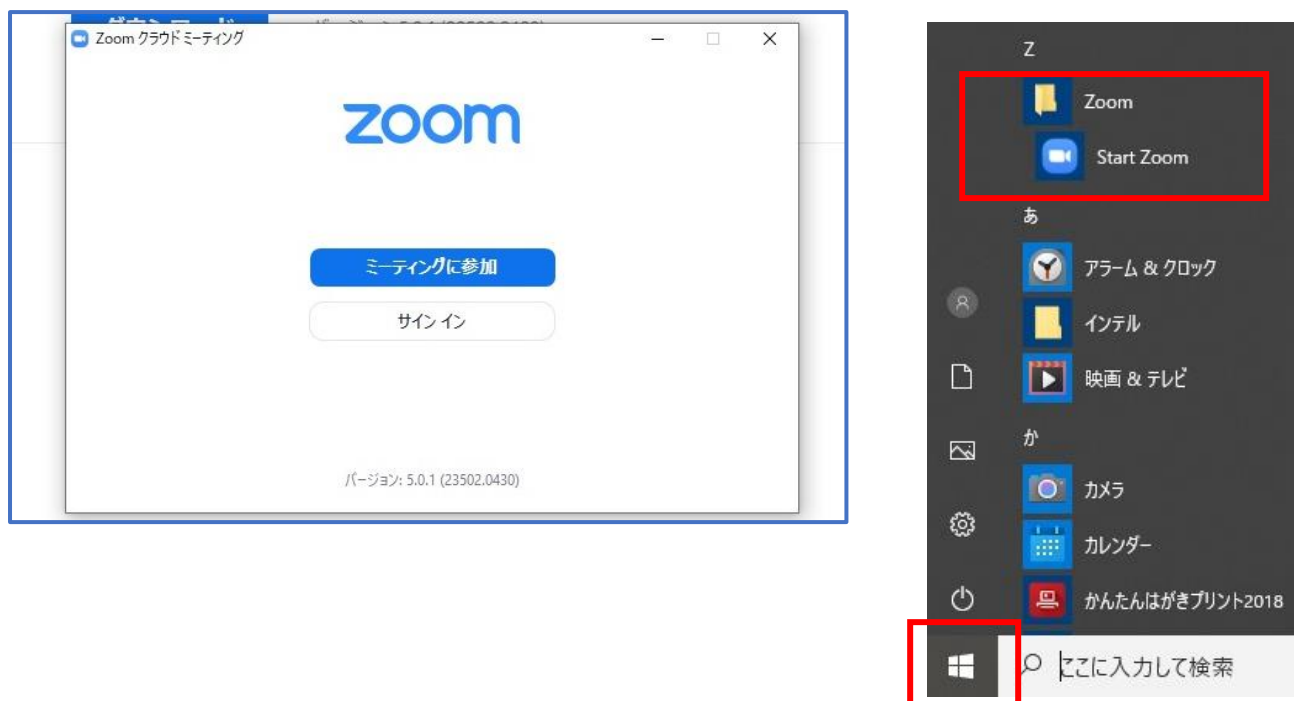 Zoom クラウド ミーティング
zoom
ミーティングに参加
サイン イン
バージョン: 5.0.1 (23502.0430)
Z
Zoom
Start Zoom
あ
アラーム & クロック
インテル
映画 & テレビ
か
カメラ
カレンダー
かんたんはがきプリント2018
ここに入力して検索